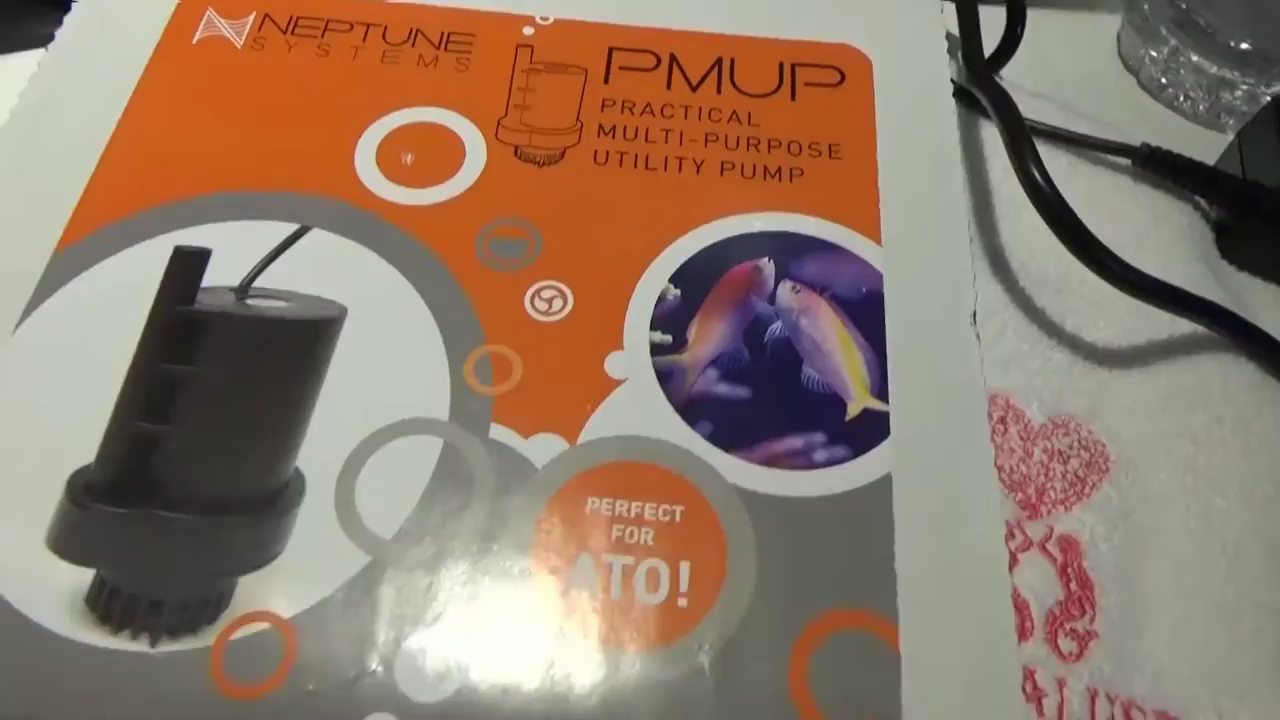 NEPTUNE
SYSTEMS
PMUP
PRACTICAL
MULTI-PURPOSE
UTILITY PUMP
PERFECT
FOR
ATO!